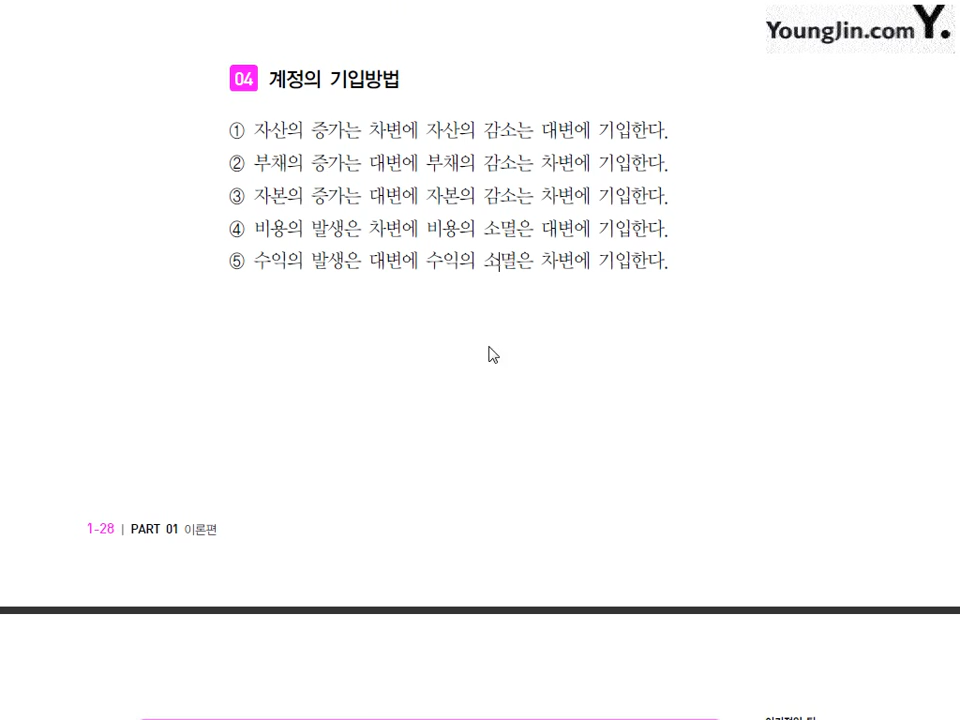 YoungJin.com Y.
04 계정의 기입방법
① 자산의 증가는 차변에 자산의 감소는 대변에 기입한다.
② 부채의 증가는 대변에 부채의 감소는 차변에 기입한다.
③ 자본의 증가는 대변에 자본의 감소는 차변에 기입한다.
④ 비용의 발생은 차변에 비용의 소멸은 대변에 기입한다.
⑤ 수익의 발생은 대변에 수익의 소멸은 차변에 기입한다.
1-28 | PART 01 이론편